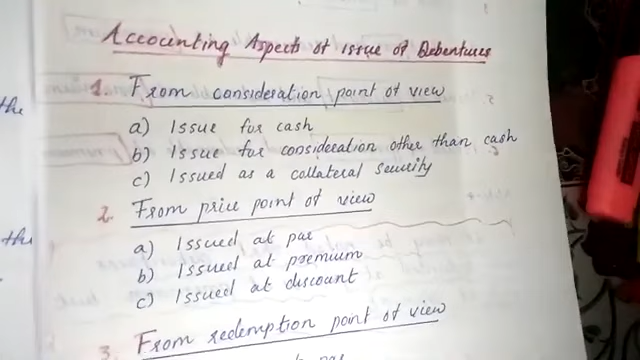 Accounting Aspects of issue of Debentures
1. From consideration point of view
a) Issue for cash
b) Issue for consideration other than cash
c) Issued as a collateral security
2. From price point of view
a) Issued at par
b) Issued at premium
c) Issued at discount
3. From redemption point of view
the
the